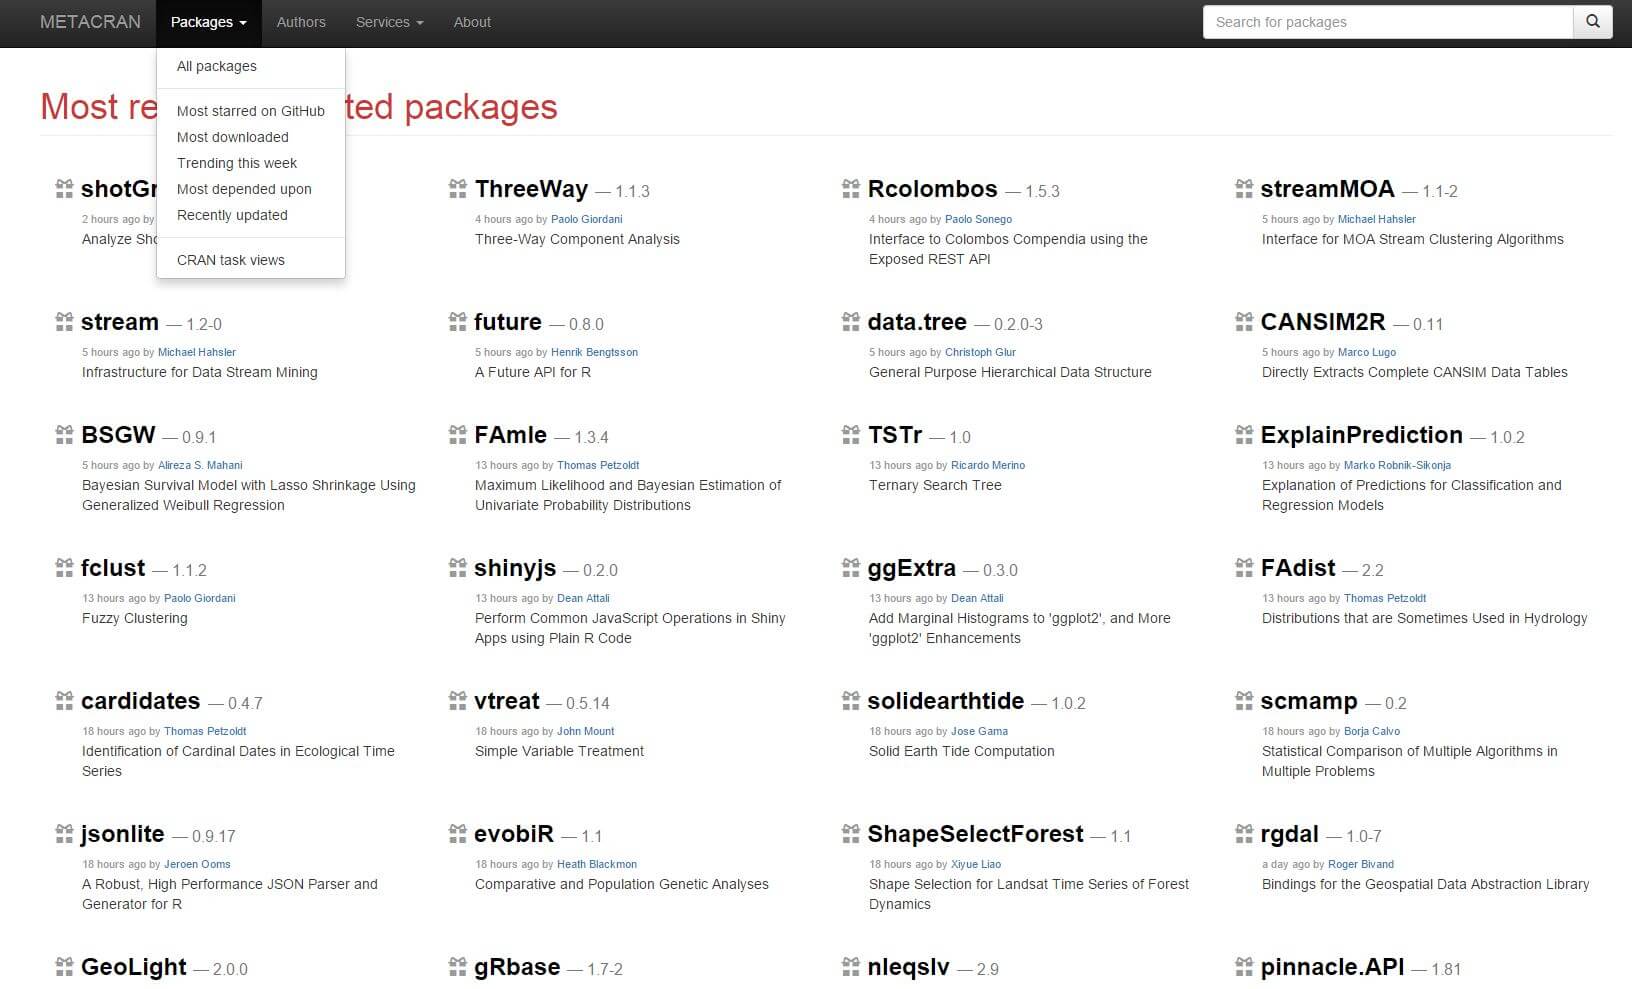 METACRAN Packages Authors Services About Search for packages
All packages
Most starred on GitHub
Most downloaded
Trending this week
Most depended upon
Recently updated
CRAN task views
Most re ted packages
shotGr ThreeWay — 1.1.3 Rcolombos — 1.5.3 streamMOA — 1.1-2
2 hours ago by 4 hours ago by Paolo Giordani 4 hours ago by Paolo Sonego 5 hours ago by Michael Hahsler
Analyze Sho Three-Way Component Analysis Interface to Colombos Compendia using the Interface for MOA Stream Clustering Algorithms
Exposed REST API
stream — 1.2-0 future — 0.8.0 data.tree — 0.2.0-3 CANSIM2R — 0.11
5 hours ago by Michael Hahsler 5 hours ago by Henrik Bengtsson 5 hours ago by Christoph Glur 5 hours ago by Marco Lugo
Infrastructure for Data Stream Mining A Future API for R General Purpose Hierarchical Data Structure Directly Extracts Complete CANSIM Data Tables
BSGW — 0.9.1 FAmle — 1.3.4 TSTr — 1.0 ExplainPrediction — 1.0.2
5 hours ago by Alireza S. Mahani 13 hours ago by Thomas Petzoldt 13 hours ago by Ricardo Merino 13 hours ago by Marko Robnik-Sikonja
Bayesian Survival Model with Lasso Shrinkage Using Maximum Likelihood and Bayesian Estimation of Ternary Search Tree Explanation of Predictions for Classification and
Generalized Weibull Regression Univariate Probability Distributions Regression Models
fclust — 1.1.2 shinyjs — 0.2.0 ggExtra — 0.3.0 FAdist — 2.2
13 hours ago by Paolo Giordani 13 hours ago by Dean Attali 13 hours ago by Dean Attali 13 hours ago by Thomas Petzoldt
Fuzzy Clustering Perform Common JavaScript Operations in Shiny Add Marginal Histograms to 'ggplot2', and More Distributions that are Sometimes Used in Hydrology
Apps using Plain R Code 'ggplot2' Enhancements
cardidates — 0.4.7 vtreat — 0.5.14 solidearthtide — 1.0.2 scmamp — 0.2
18 hours ago by Thomas Petzoldt 18 hours ago by John Mount 18 hours ago by Jose Gama 18 hours ago by Borja Calvo
Identification of Cardinal Dates in Ecological Time Simple Variable Treatment Solid Earth Tide Computation Statistical Comparison of Multiple Algorithms in
Series Multiple Problems
jsonlite — 0.9.17 evobiR — 1.1 ShapeSelectForest — 1.1 rgdal — 1.0-7
18 hours ago by Jeroen Ooms 18 hours ago by Heath Blackmon 18 hours ago by Xiyue Liao a day ago by Roger Bivand
A Robust, High Performance JSON Parser and Comparative and Population Genetic Analyses Shape Selection for Landsat Time Series of Forest Bindings for the Geospatial Data Abstraction Library
Generator for R Dynamics
GeoLight — 2.0.0 gRbase — 1.7-2 nleqslv — 2.9 pinnacle.API — 1.81